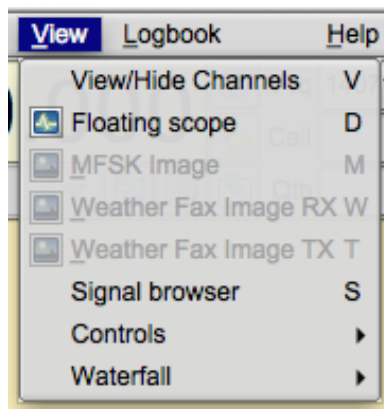 View Logbook Help
View/Hide Channels V
Floating scope D
MFSK Image M
Weather Fax Image RX W
Weather Fax Image TX T
Signal browser S
Controls
Waterfall